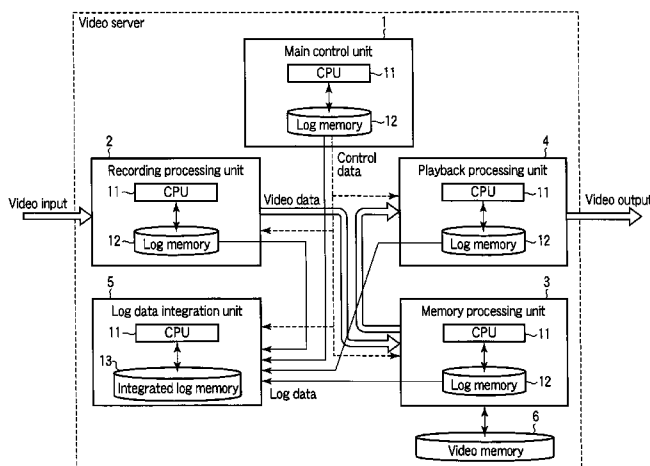 Video server
1
Main control unit
CPU
11
Log memory
12
2
Recording processing unit
11
CPU
12
Log memory
Control
data
4
Playback processing unit
CPU
11
Log memory
12
Video input
Video data
Video output
5
Log data integration unit
11
CPU
13
Integrated log memory
Log data
3
Memory processing unit
CPU
11
Log memory
12
6
Video memory